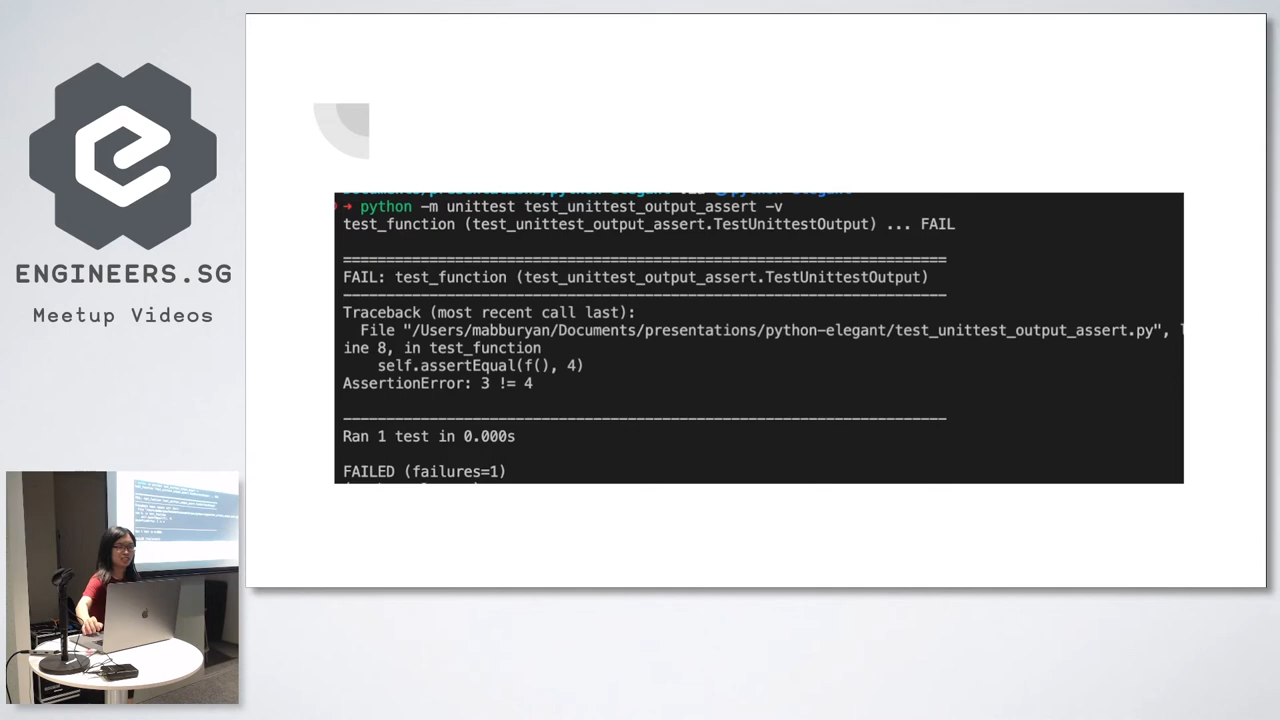 ENGINEERS.SG
Meetup Videos
➜ python -m unittest test_unittest_output_assert -v
test_function (test_unittest_output_assert.TestUnittestOutput) ... FAIL
======================================================================
FAIL: test_function (test_unittest_output_assert.TestUnittestOutput)
----------------------------------------------------------------------
Traceback (most recent call last):
File "/Users/mabburyan/Documents/presentations/python-elegant/test_unittest_output_assert.py", l
ine 8, in test_function
self.assertEqual(f(), 4)
AssertionError: 3 != 4
----------------------------------------------------------------------
Ran 1 test in 0.000s
FAILED (failures=1)